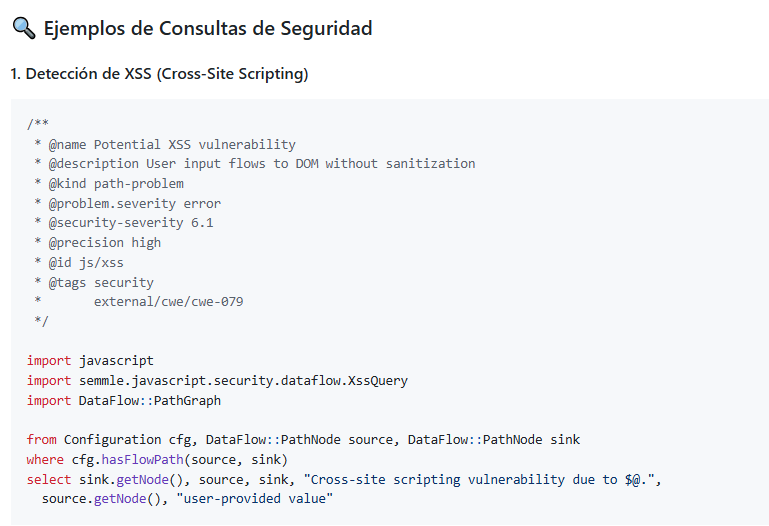 🔍 Ejemplos de Consultas de Seguridad
1. Detección de XSS (Cross-Site Scripting)
/**
 * @name Potential XSS vulnerability
 * @description User input flows to DOM without sanitization
 * @kind path-problem
 * @problem.severity error
 * @security-severity 6.1
 * @precision high
 * @id js/xss
 * @tags security
 *       external/cwe/cwe-079
 */
import javascript
import semmle.javascript.security.dataflow.XssQuery
import DataFlow::PathGraph
from Configuration cfg, DataFlow::PathNode source, DataFlow::PathNode sink
where cfg.hasFlowPath(source, sink)
select sink.getNode(), source, sink, "Cross-site scripting vulnerability due to $@.",
  source.getNode(), "user-provided value"